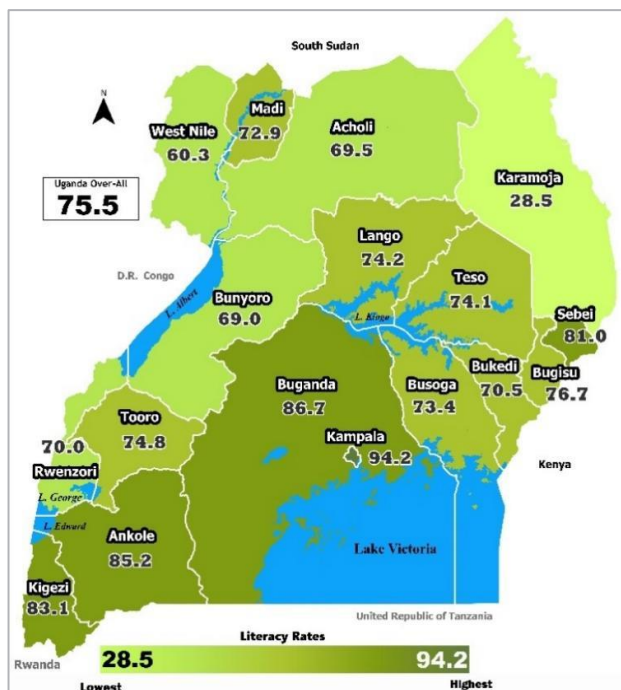 South Sudan
N
Madi
72.9
West Nile
60.3
Acholi
69.5
Karamoja
28.5
Uganda Over-All
75.5
Lango
74.2
D.R. Congo
Teso
74.1
L. Albert
Bunyoro
69.0
L. Kioga
Sebei
81.0
Buganda
86.7
Busoga
73.4
Bukedi
70.5
Bugisu
76.7
Tooro
74.8
Kampala
94.2
70.0
Rwenzori
Kenya
L. George
L. Edward
Ankole
85.2
Lake Victoria
Kigezi
83.1
United Republic of Tanzania
Literacy Rates
Rwanda
28.5 94.2
Lowest Highest